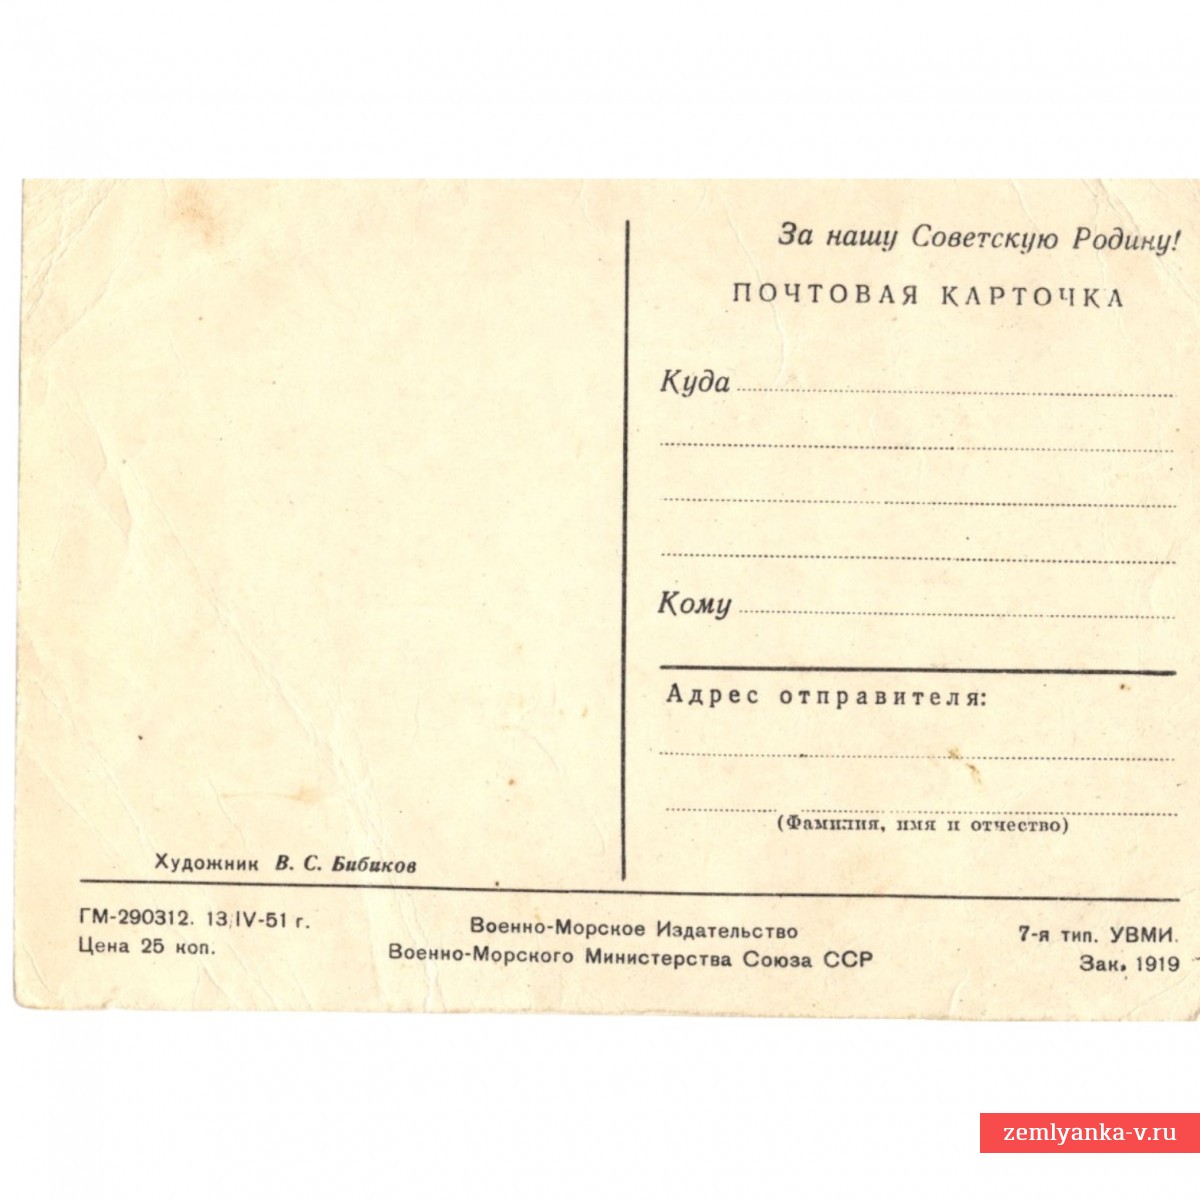 За нашу Советскую Родину!
ПОЧТОВАЯ КАРТОЧКА
Куда
Кому
Адрес отправителя:
(Фамилия, имя и отчество)
Художник В. С. Бибиков
ГМ-290312. 13/IV-51 г.
Цена 25 коп.
Военно-Морское Издательство
Военно-Морского Министерства Союза ССР
7-я тип. УВМИ.
Зак. 1919
zemlyanka-v.ru